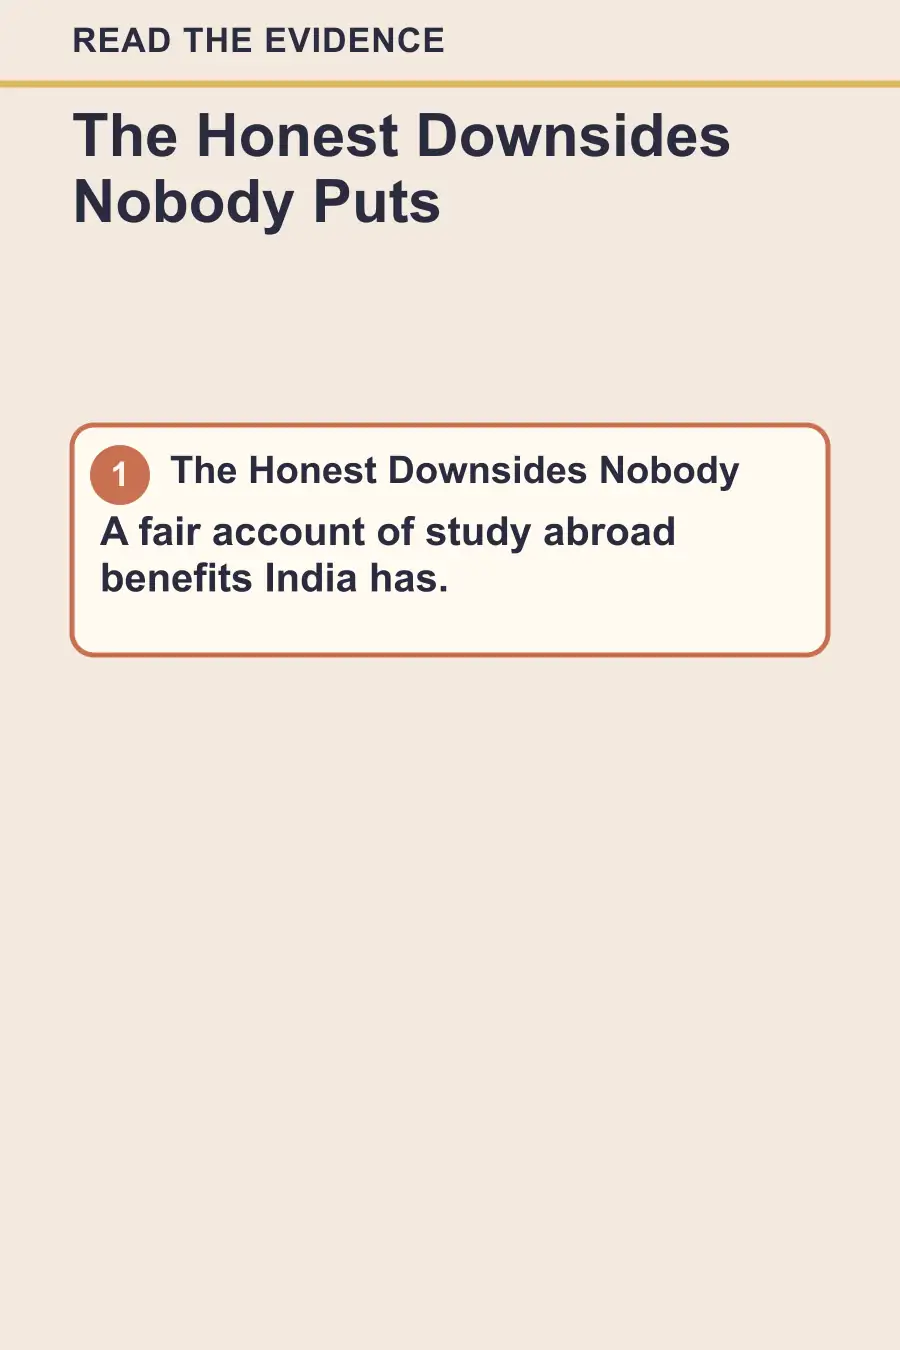 READ THE EVIDENCE
The Honest Downsides
Nobody Puts
1 The Honest Downsides Nobody
A fair account of study abroad
benefits India has.